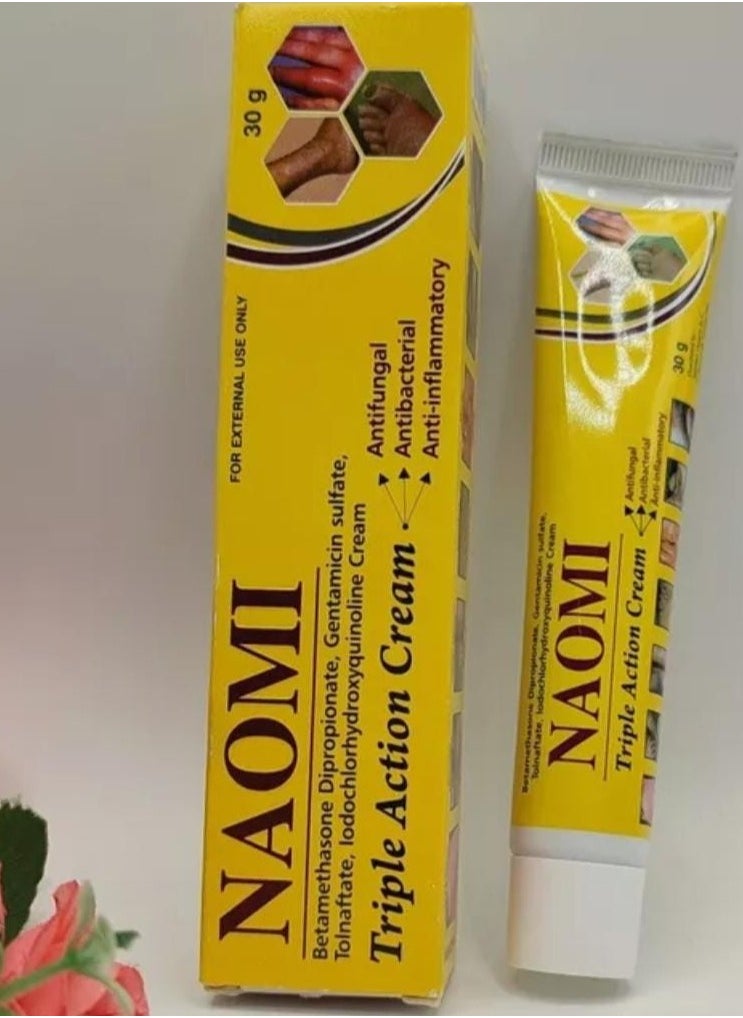 NAOMI
FOR EXTERNAL USE ONLY
30 g
Betamethasone Dipropionate, Gentamicin sulfate,
Tolnaftate, Iodochlorhydroxyquinoline Cream
Triple Action Cream
Antifungal
Antibacterial
Anti-inflammatory
Betamethasone Dipropionate, Gentamicin sulfate,
Tolnaftate, Iodochlorhydroxyquinoline Cream
NAOMI
Triple Action Cream
Antifungal
Antibacterial
Anti-inflammatory
30 g